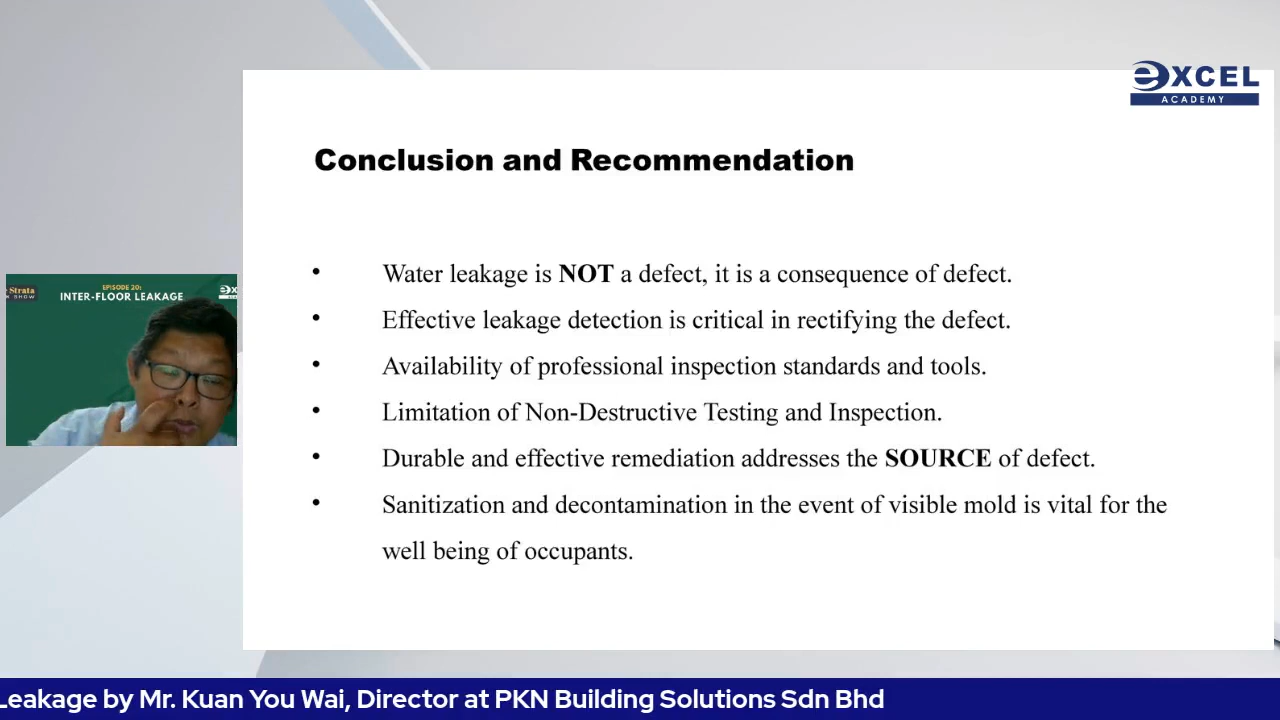 eXCEL
ACADEMY
Conclusion and Recommendation
• Water leakage is NOT a defect, it is a consequence of defect.
• Effective leakage detection is critical in rectifying the defect.
• Availability of professional inspection standards and tools.
• Limitation of Non-Destructive Testing and Inspection.
• Durable and effective remediation addresses the SOURCE of defect.
• Sanitization and decontamination in the event of visible mold is vital for the
well being of occupants.
Strata
SHOW
EPISODE 20:
INTER-FLOOR LEAKAGE
Leakage by Mr. Kuan You Wai, Director at PKN Building Solutions Sdn Bhd